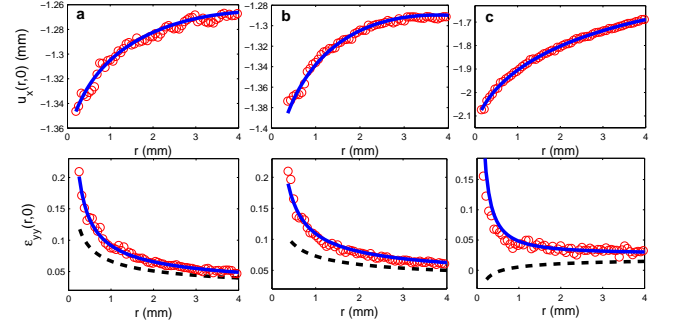 a
b
c
u_x(r,0) (mm)
−1.26
−1.28
−1.3
−1.32
−1.34
−1.36
0 1 2 3 4
r (mm)
−1.26
−1.28
−1.3
−1.32
−1.34
−1.36
−1.38
−1.4
0 1 2 3 4
r (mm)
−1.7
−1.8
−1.9
−2
−2.1
0 1 2 3 4
r (mm)
ε_yy(r,0)
0.2
0.15
0.1
0.05
0 1 2 3 4
r (mm)
0.2
0.15
0.1
0.05
0 1 2 3 4
r (mm)
0.15
0.1
0.05
0
0 1 2 3 4
r (mm)